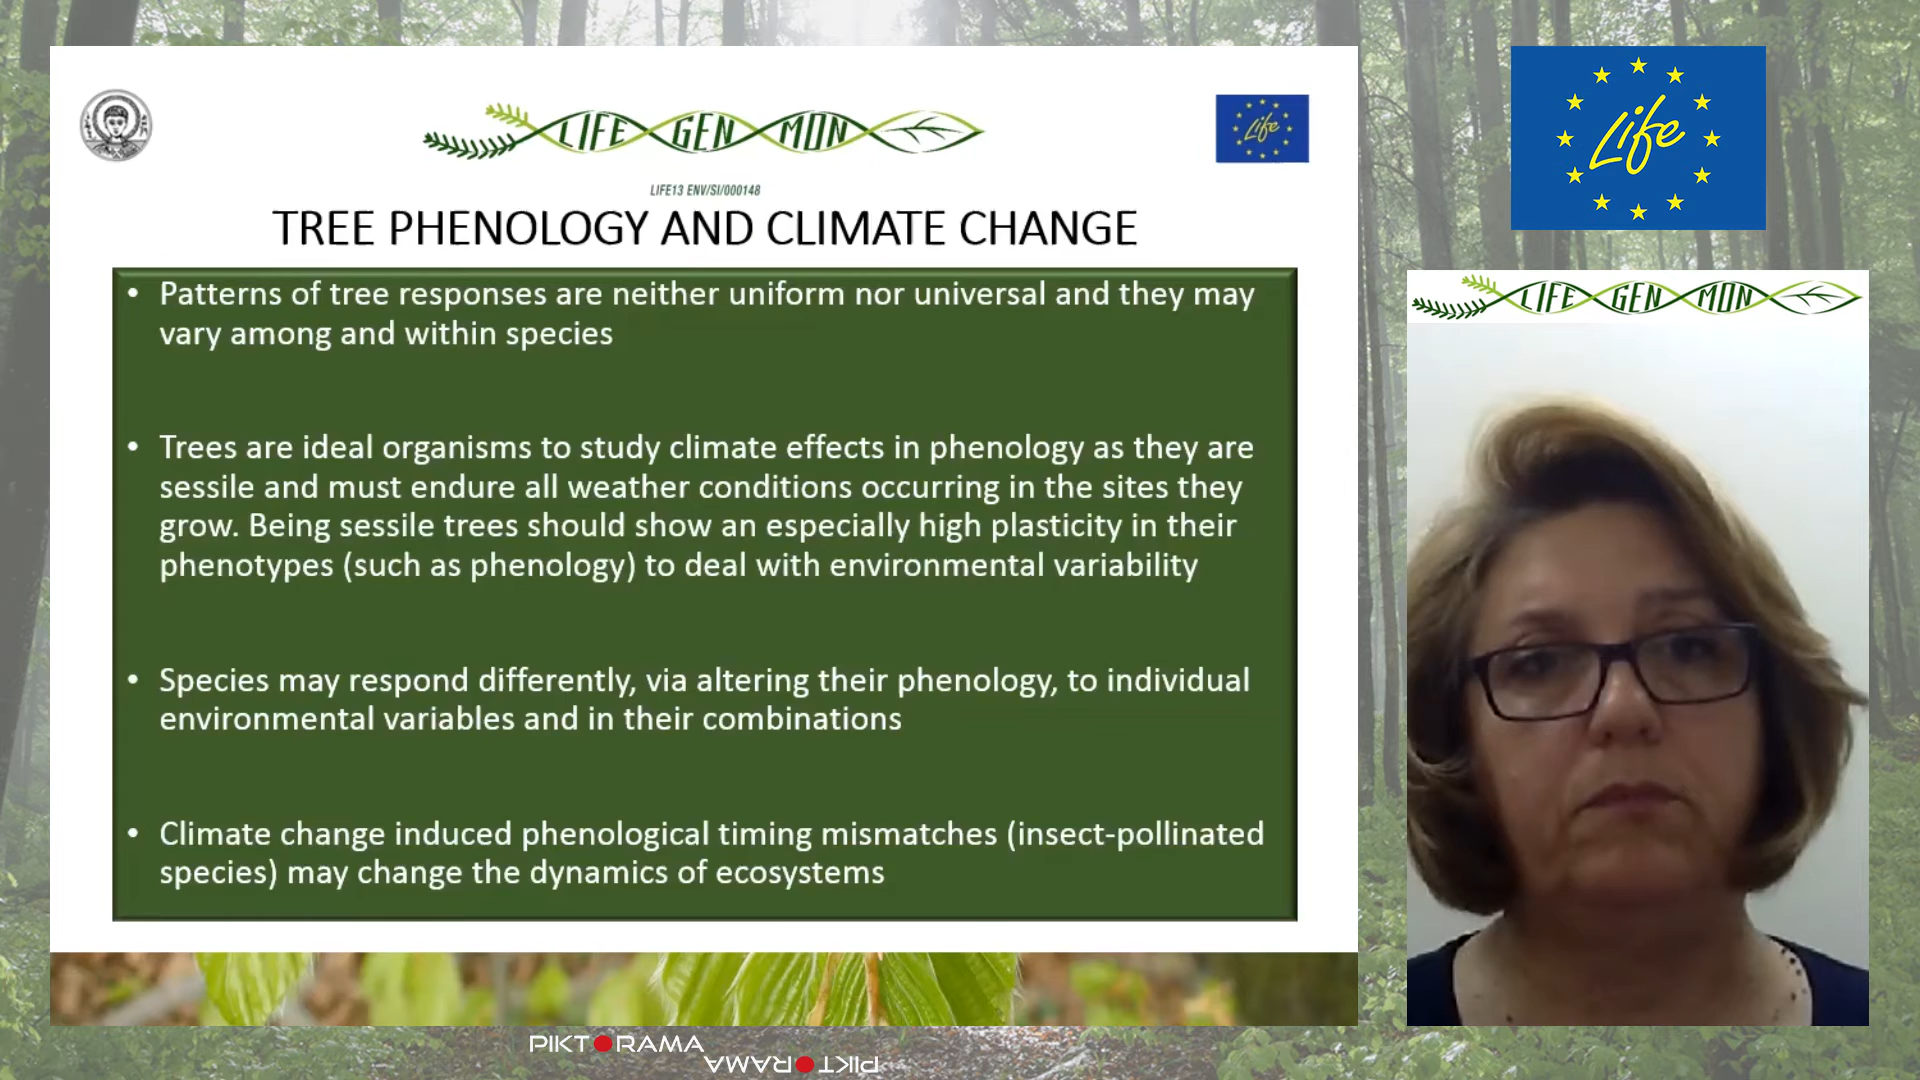 LIFE GEN MON
Life
LIFE13 ENV/SI/000148
TREE PHENOLOGY AND CLIMATE CHANGE
• Patterns of tree responses are neither uniform nor universal and they may
vary among and within species
• Trees are ideal organisms to study climate effects in phenology as they are
sessile and must endure all weather conditions occurring in the sites they
grow. Being sessile trees should show an especially high plasticity in their
phenotypes (such as phenology) to deal with environmental variability
• Species may respond differently, via altering their phenology, to individual
environmental variables and in their combinations
• Climate change induced phenological timing mismatches (insect-pollinated
species) may change the dynamics of ecosystems
Life
LIFE GEN MON
PIKTORAMA
PIKTORAMA